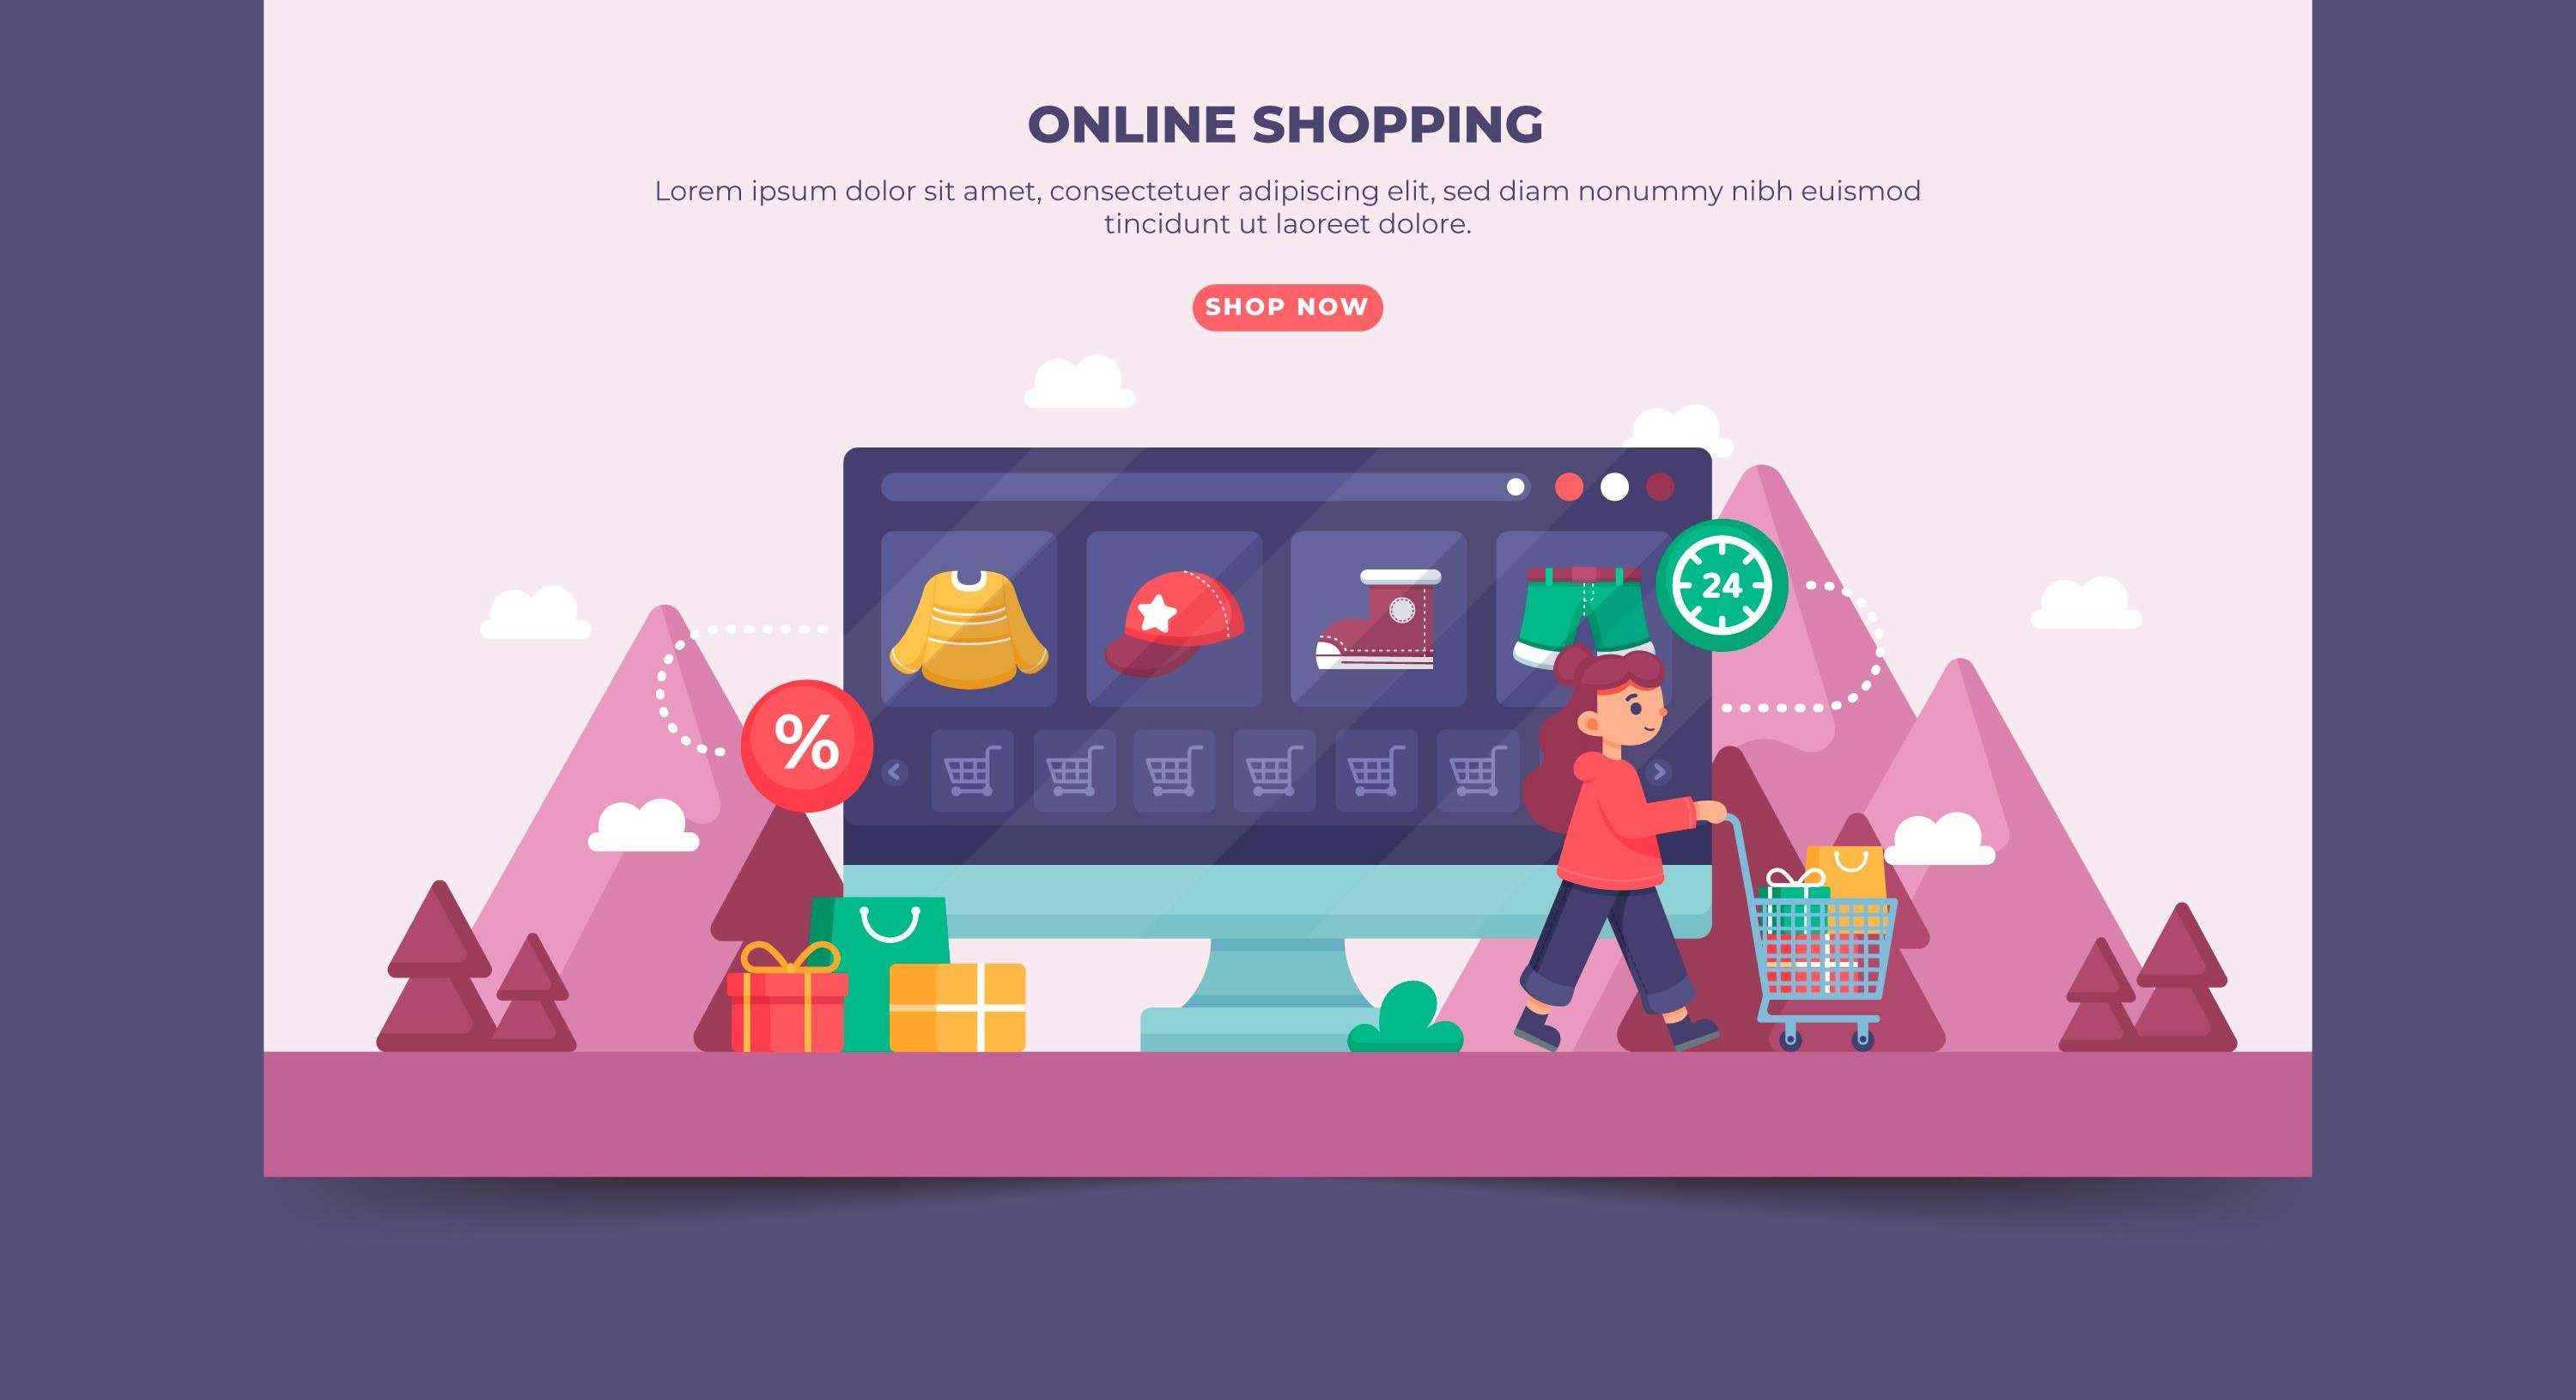 ONLINE SHOPPING
Lorem ipsum dolor sit amet, consectetuer adipiscing elit, sed diam nonummy nibh euismod
tincidunt ut laoreet dolore.
SHOP NOW
24
%